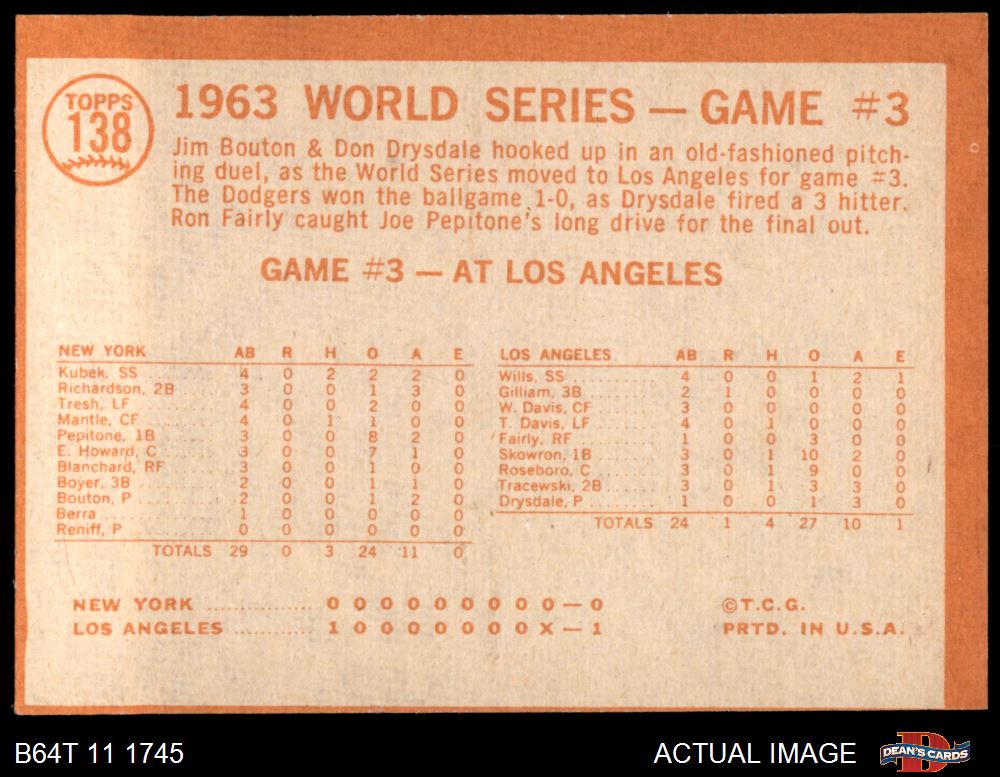 TOPPS
138
1963 WORLD SERIES — GAME #3
Jim Bouton & Don Drysdale hooked up in an old-fashioned pitch-
ing duel, as the World Series moved to Los Angeles for game #3.
The Dodgers won the ballgame 1-0, as Drysdale fired a 3 hitter.
Ron Fairly caught Joe Pepitone's long drive for the final out.
GAME #3 — AT LOS ANGELES
NEW YORK AB R H O A E
Kubek, SS 4 0 2 2 2 0
Richardson, 2B 3 0 0 1 3 0
Tresh, LF 4 0 0 2 0 0
Mantle, CF 4 0 1 1 0 0
Pepitone, 1B 3 0 0 8 2 0
E. Howard, C 3 0 0 7 1 0
Blanchard, RF 3 0 0 1 0 0
Boyer, 3B 2 0 0 1 1 0
Bouton, P 2 0 0 1 2 0
Berra 1 0 0 0 0 0
Reniff, P 0 0 0 0 0 0
TOTALS 29 0 3 24 11 0
LOS ANGELES AB R H O A E
Wills, SS 4 0 0 1 2 1
Gilliam, 3B 2 1 0 0 0 0
W. Davis, CF 3 0 0 0 0 0
T. Davis, LF 4 0 1 0 0 0
Fairly, RF 1 0 0 3 0 0
Skowron, 1B 3 0 1 10 2 0
Roseboro, C 3 0 1 9 0 0
Tracewski, 2B 3 0 1 3 3 0
Drysdale, P 1 0 0 1 3 0
TOTALS 24 1 4 27 10 1
NEW YORK ............... 0 0 0 0 0 0 0 0 0 — 0
LOS ANGELES ........... 1 0 0 0 0 0 0 0 X — 1
©T.C.G.
PRTD. IN U.S.A.
B64T 11 1745
ACTUAL IMAGE
DEAN'S CARDS